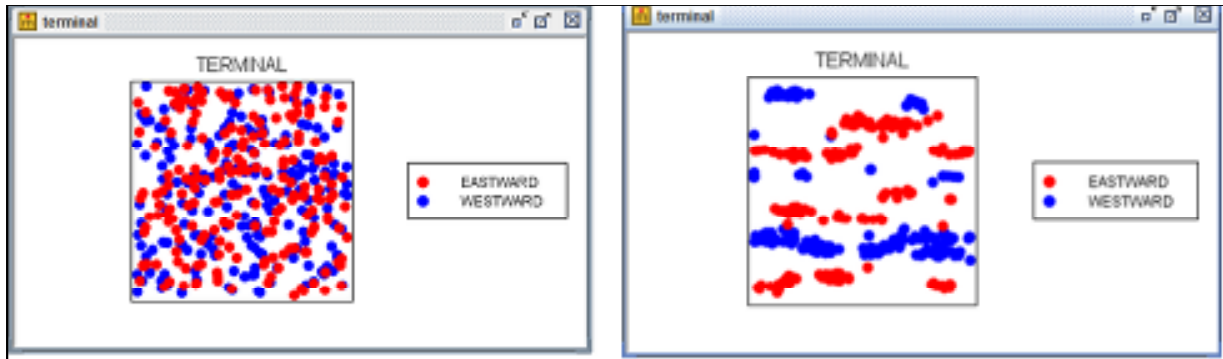 terminal
TERMINAL
EASTWARD
WESTWARD
terminal
TERMINAL
EASTWARD
WESTWARD